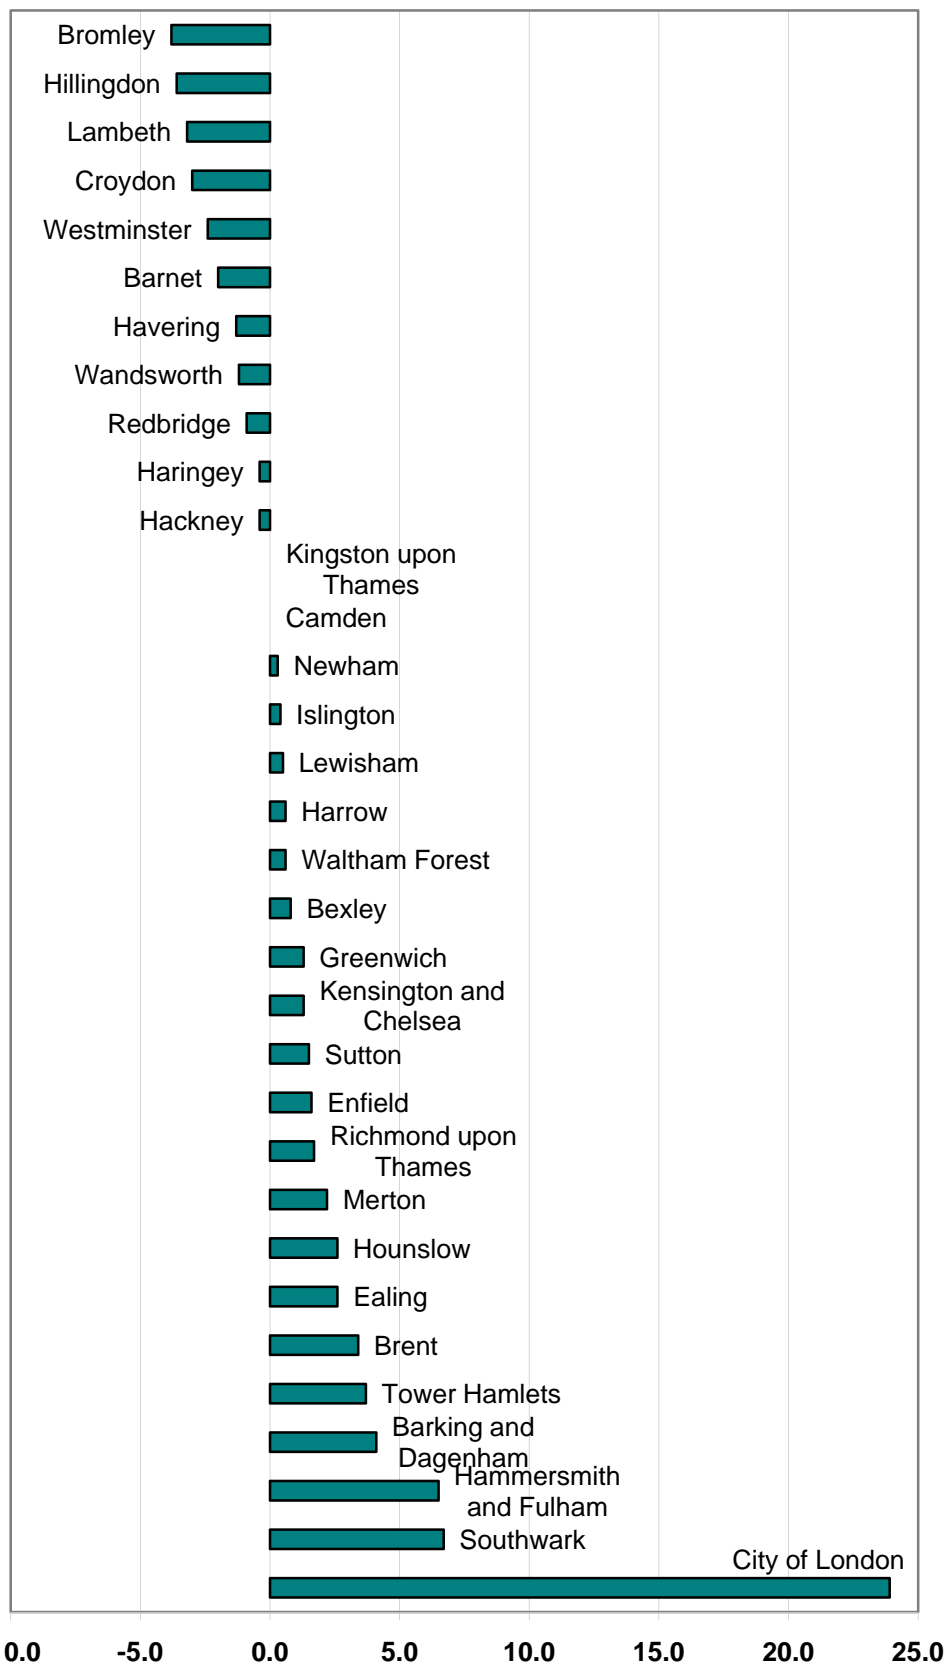 Bromley
Hillingdon
Lambeth
Croydon
Westminster
Barnet
Havering
Wandsworth
Redbridge
Haringey
Hackney
Kingston upon
Thames
Camden
Newham
Islington
Lewisham
Harrow
Waltham Forest
Bexley
Greenwich
Kensington and
Chelsea
Sutton
Enfield
Richmond upon
Thames
Merton
Hounslow
Ealing
Brent
Tower Hamlets
Barking and
Dagenham
Hammersmith
and Fulham
Southwark
City of London
0.0 -5.0 0.0 5.0 10.0 15.0 20.0 25.0